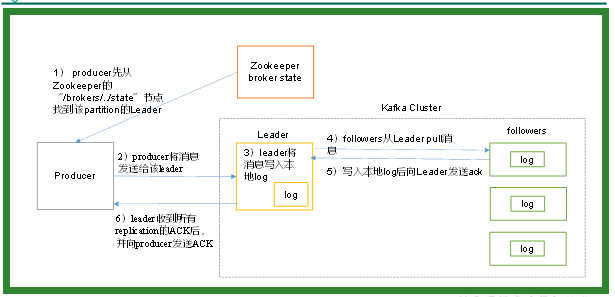 1） producer先从
Zookeeper的
“/brokers/../state”节点
找到该partition的Leader
Zookeeper
broker state
Kafka Cluster
Producer
2）producer将消息
发送给该leader
Leader
3）leader将
消息写入本
地log
log
4）followers从Leader pull消
息
5）写入本地log后向Leader发送ack
followers
log
log
log
6）leader收到所有
replication的ACK后，
并向producer发送ACK